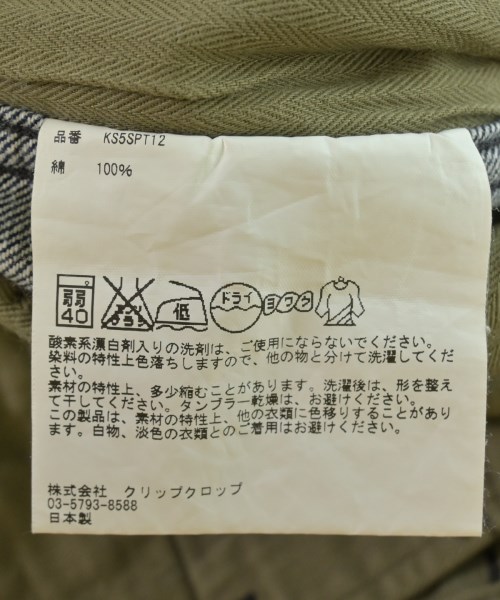 品番 KS5SPT12
綿 100%
弱 40 エンソサラシ 低 ドライ ヨワク
酸素系漂白剤入りの洗剤は、ご使用にならないでください。
染料の特性上色落ちしますので、他の物と分けて洗濯してくだ
さい。
素材の特性上、多少縮むことがあります。洗濯後は、形を整え
て干してください。タンブラー乾燥は、お避けください。
この製品は、素材の特性上、他の衣類に色移りすることがあり
ます。白物、淡色の衣類とのご着用はお避けください。
株式会社 クリップクロップ
03-5793-8588
日本製